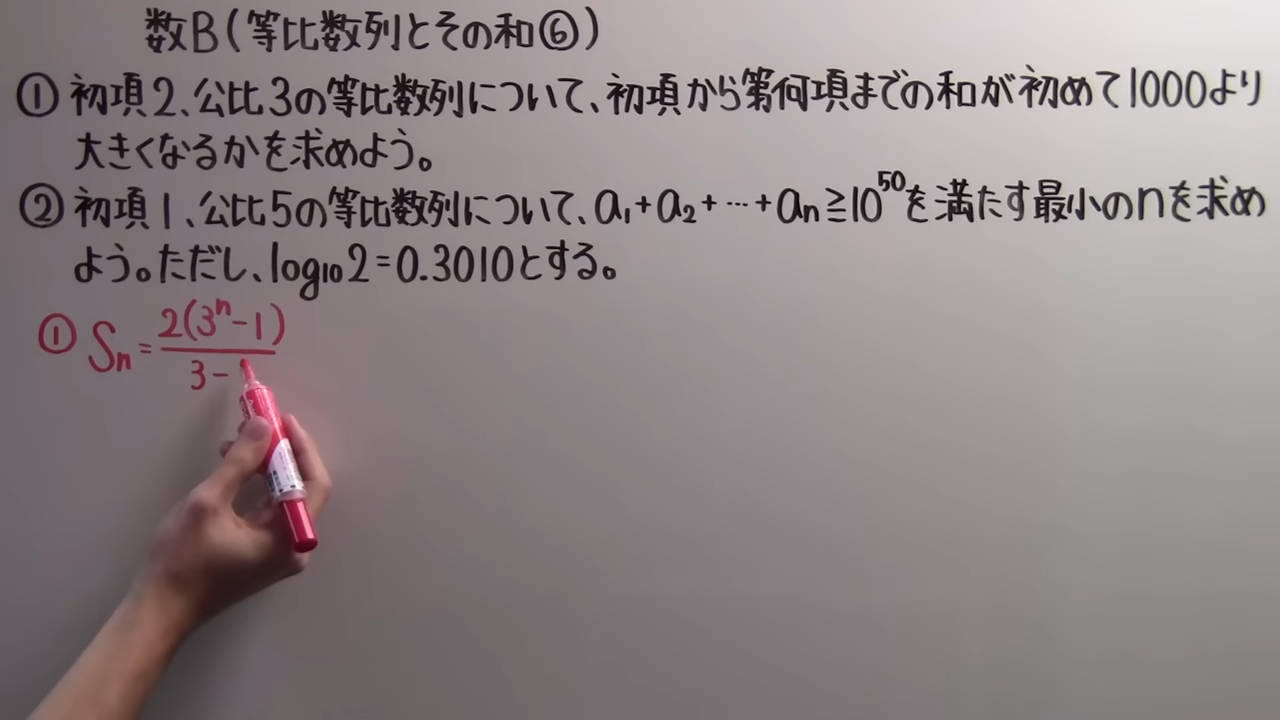 数B(等比数列とその和⑥)
① 初項2、公比3の等比数列について、初項から第何項までの和が初めて1000より
大きくなるかを求めよう。
② 初項1、公比5の等比数列について、a₁+a₂+…+aₙ≧10⁵⁰を満たす最小のnを求め
よう。ただし、log₁₀2=0.3010とする。
① Sₙ=2(3ⁿ-1)
3-